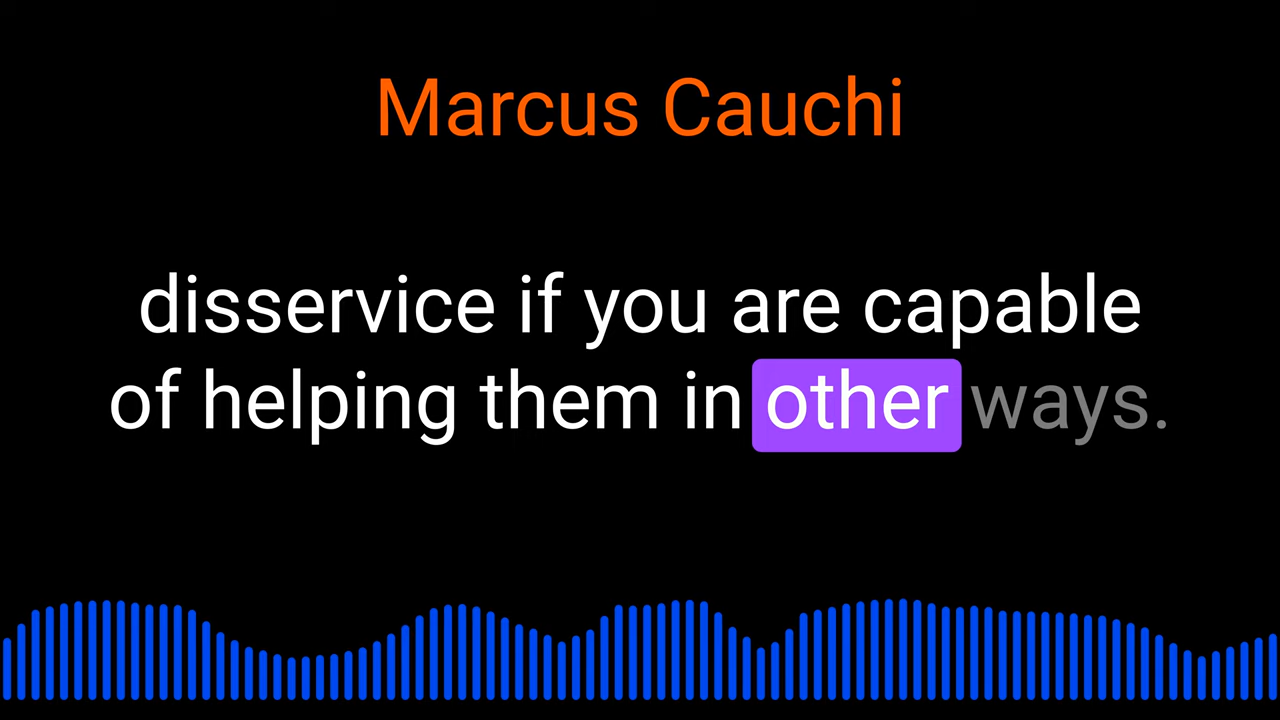 Marcus Cauchi
disservice if you are capable
of helping them in other ways.